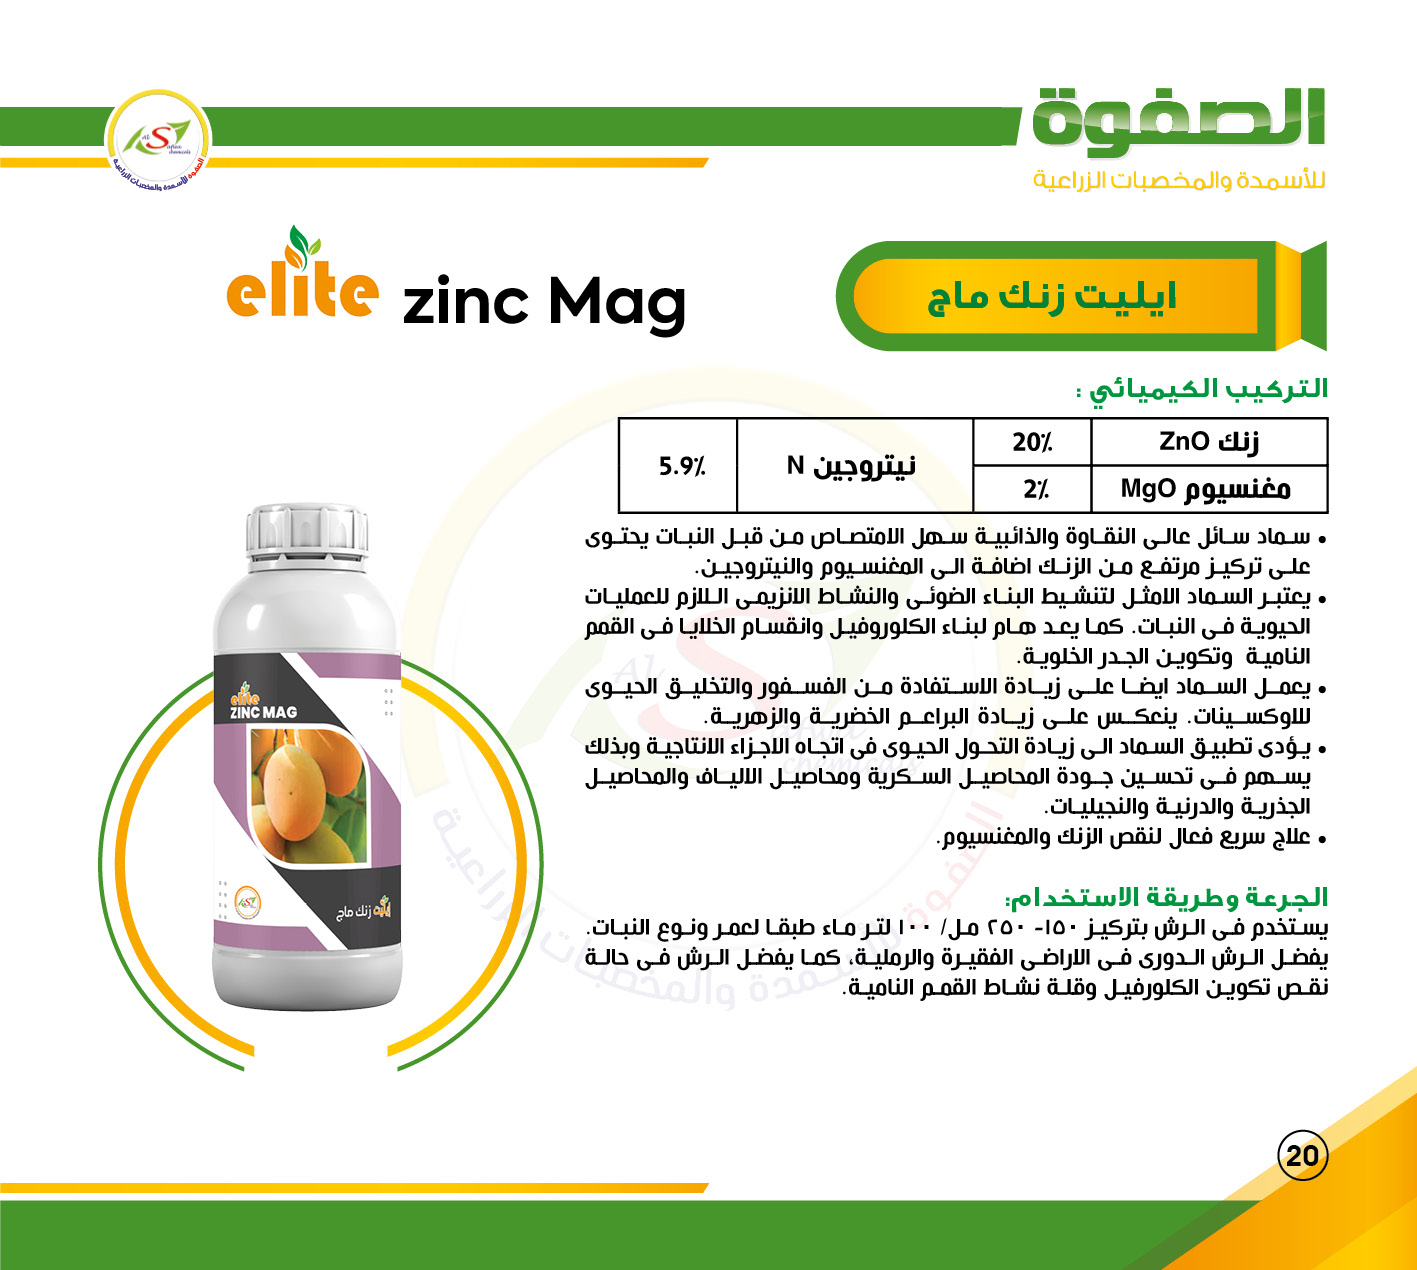 الصفوة
للأسمدة والمخصبات الزراعية
Al Safwa chemicals
الصفوة للأسمدة والمخصبات الزراعية
elite zinc Mag
ايليت زنك ماج
التركيب الكيميائي :
زنك ZnO 20٪ نيتروجين N 5.9٪
مغنسيوم MgO 2٪
• سماد سائل عالى النقاوة والذائبية سهل الامتصاص من قبل النبات يحتوى
على تركيز مرتفع من الزنك اضافة الى المغنسيوم والنيتروجين.
• يعتبر السماد الامثل لتنشيط البناء الضوئى والنشاط الانزيمى اللازم للعمليات
الحيوية فى النبات. كما يعد هام لبناء الكلوروفيل وانقسام الخلايا فى القمم
النامية وتكوين الجدر الخلوية.
• يعمل السماد ايضا على زيادة الاستفادة من الفسفور والتخليق الحيوى
للاوكسينات. ينعكس على زيادة البراعم الخضرية والزهرية.
• يؤدى تطبيق السماد الى زيادة التحول الحيوى فى اتجاه الاجزاء الانتاجية وبذلك
يسهم فى تحسين جودة المحاصيل السكرية ومحاصيل الالياف والمحاصيل
الجذرية والدرنية والنجيليات.
• علاج سريع فعال لنقص الزنك والمغنسيوم.
الجرعة وطريقة الاستخدام:
يستخدم فى الرش بتركيز ١٥٠- ٢٥٠ مل/ ١٠٠ لتر ماء طبقا لعمر ونوع النبات.
يفضل الرش الدورى فى الاراضى الفقيرة والرملية، كما يفضل الرش فى حالة
نقص تكوين الكلورفيل وقلة نشاط القمم النامية.
elite
ZINC MAG
ايليت زنك ماج
20